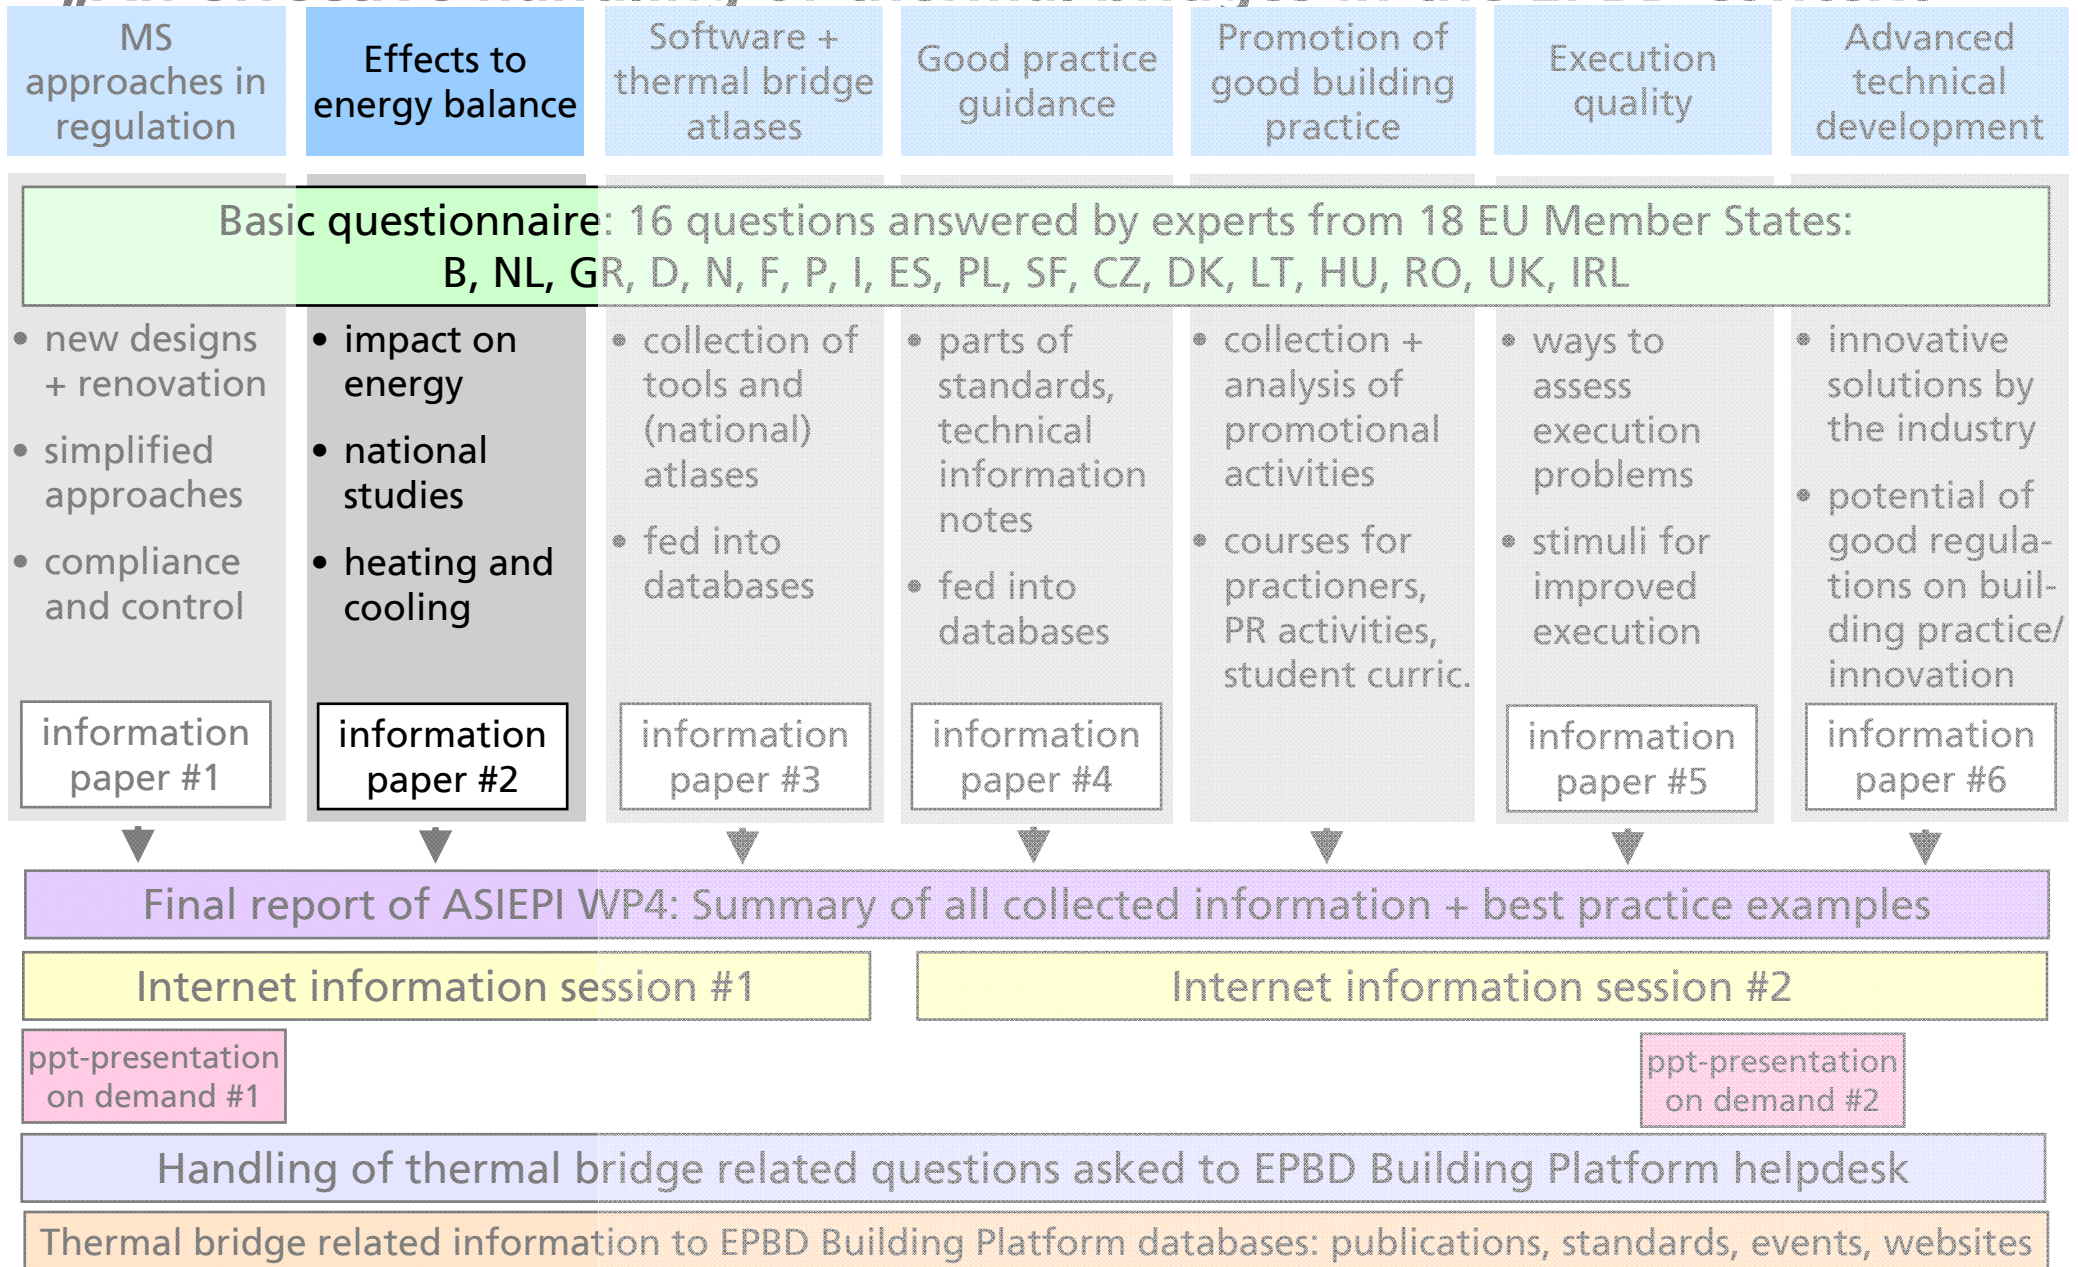 „An effective handling of thermal bridges in the EPBD context“
MS
approaches in
regulation
Effects to
energy balance
Software +
thermal bridge
atlases
Good practice
guidance
Promotion of
good building
practice
Execution
quality
Advanced
technical
development
Basic questionnaire: 16 questions answered by experts from 18 EU Member States:
B, NL, GR, D, N, F, P, I, ES, PL, SF, CZ, DK, LT, HU, RO, UK, IRL
• new designs
+ renovation
• simplified
approaches
• compliance
and control
information
paper #1
• impact on
energy
• national
studies
• heating and
cooling
information
paper #2
• collection of
tools and
(national)
atlases
• fed into
databases
information
paper #3
• parts of
standards,
technical
information
notes
• fed into
databases
information
paper #4
• collection +
analysis of
promotional
activities
• courses for
practioners,
PR activities,
student curric.
• ways to
assess
execution
problems
• stimuli for
improved
execution
information
paper #5
• innovative
solutions by
the industry
• potential of
good regula-
tions on buil-
ding practice/
innovation
information
paper #6
Final report of ASIEPI WP4: Summary of all collected information + best practice examples
Internet information session #1
Internet information session #2
ppt-presentation
on demand #1
ppt-presentation
on demand #2
Handling of thermal bridge related questions asked to EPBD Building Platform helpdesk
Thermal bridge related information to EPBD Building Platform databases: publications, standards, events, websites